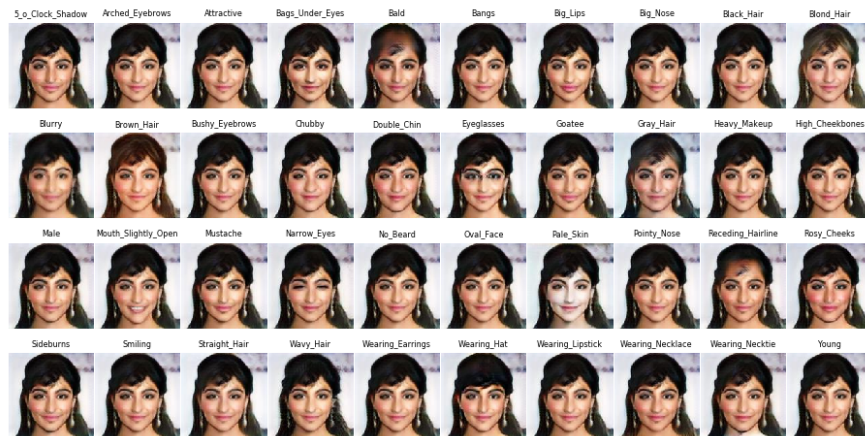 5_o_Clock_Shadow Arched_Eyebrows Attractive Bags_Under_Eyes Bald Bangs Big_Lips Big_Nose Black_Hair Blond_Hair
Blurry Brown_Hair Bushy_Eyebrows Chubby Double_Chin Eyeglasses Goatee Gray_Hair Heavy_Makeup High_Cheekbones
Male Mouth_Slightly_Open Mustache Narrow_Eyes No_Beard Oval_Face Pale_Skin Pointy_Nose Receding_Hairline Rosy_Cheeks
Sideburns Smiling Straight_Hair Wavy_Hair Wearing_Earrings Wearing_Hat Wearing_Lipstick Wearing_Necklace Wearing_Necktie Young